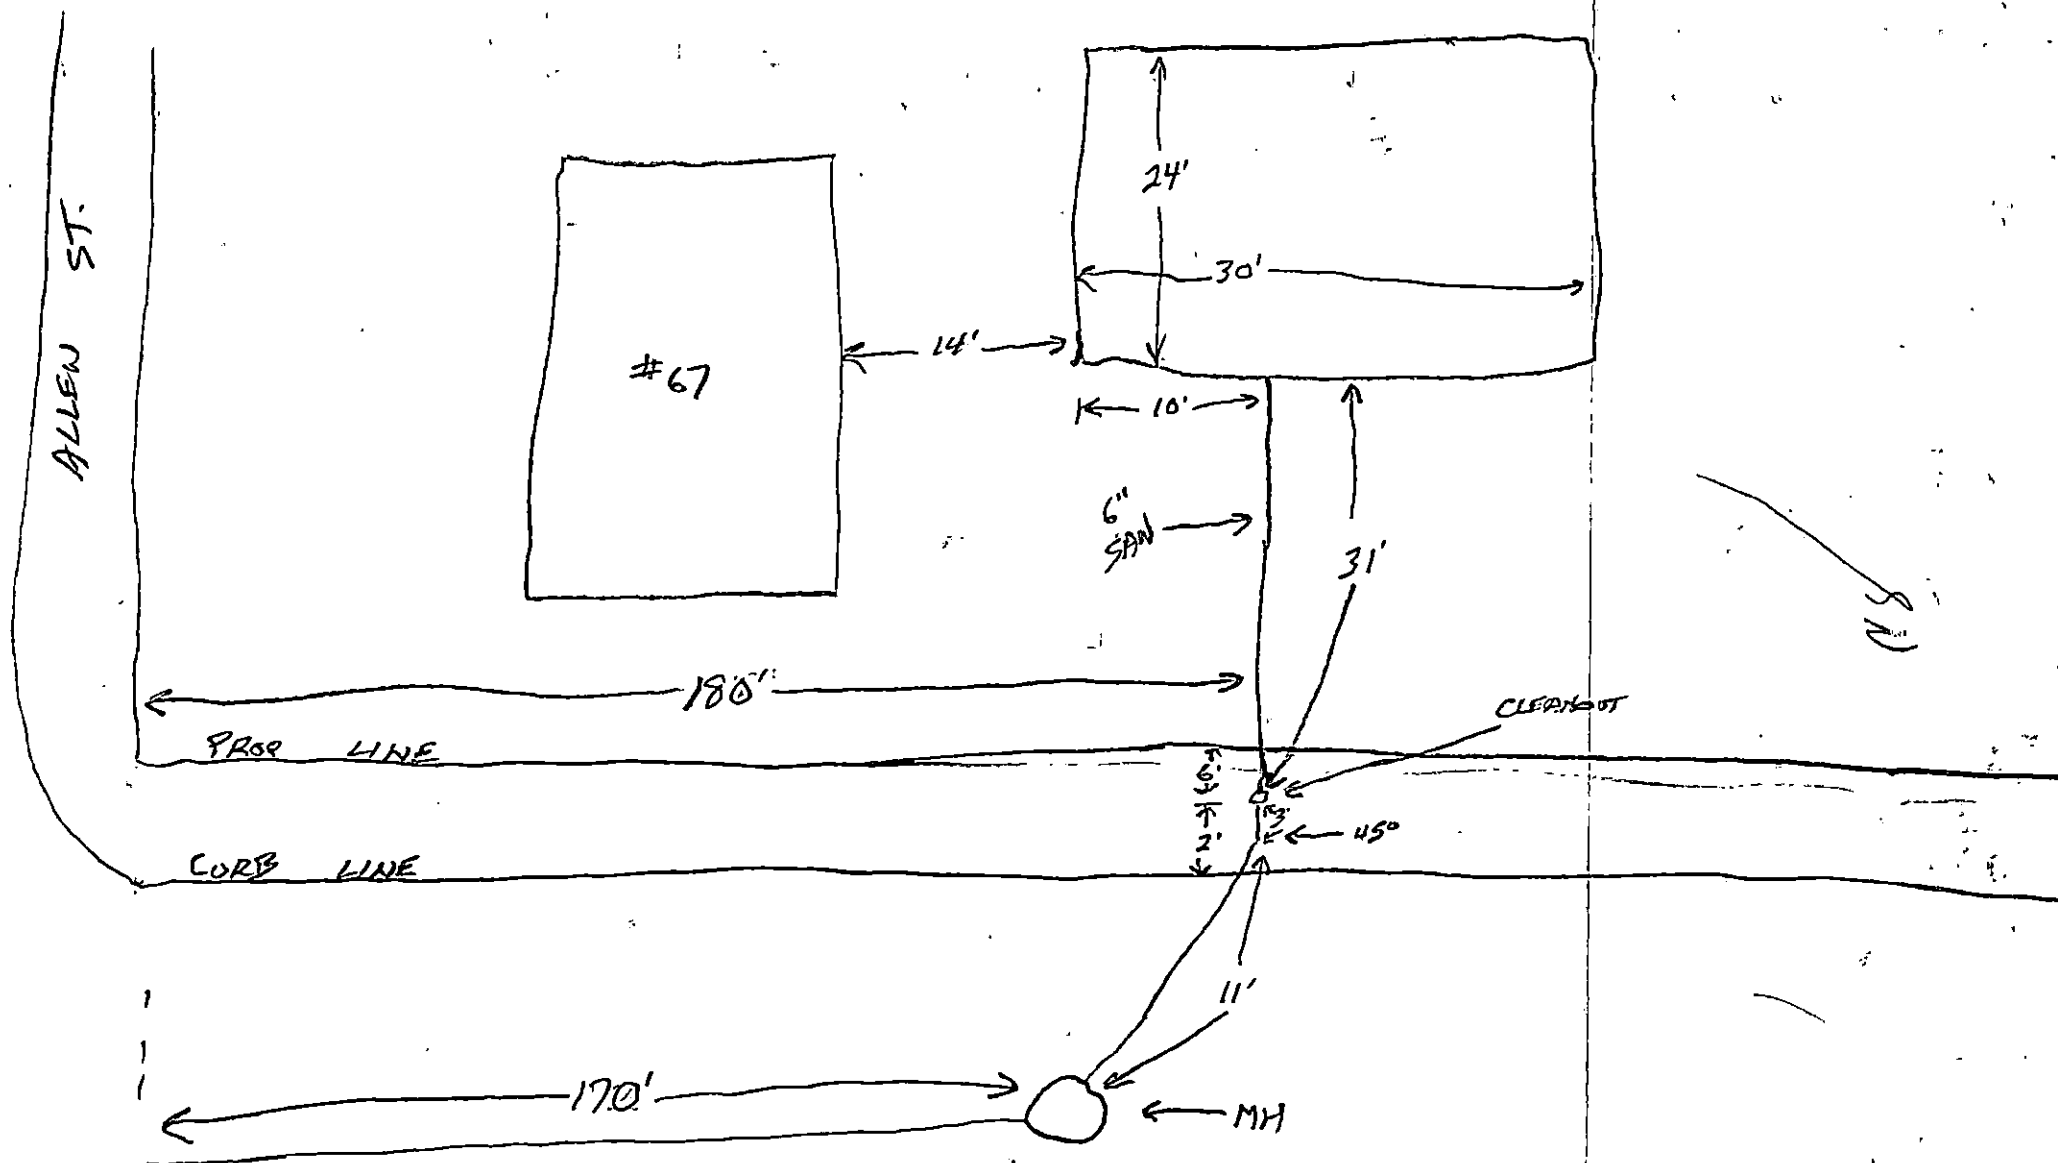 ALLEN ST.
24'
30'
14'
#67
10'
6"
SAN
31'
180'
CLEANOUT
PROP LINE
6'
3'
2'
45°
CURB LINE
11'
170'
MH